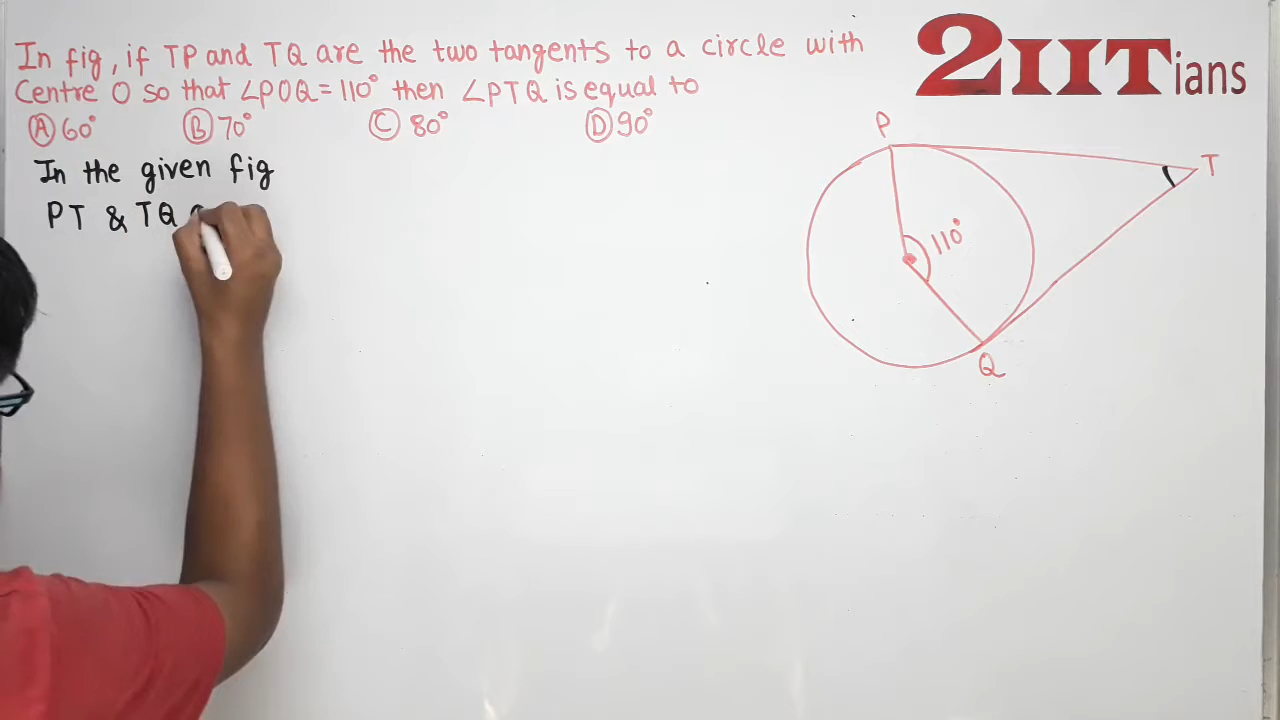 In fig, if TP and TQ are the two tangents to a circle with
Centre O so that ∠POQ = 110° then ∠PTQ is equal to
(A) 60° (B) 70° (C) 80° (D) 90°
In the given fig
PT & TQ
2IITians
P
T
110°
Q